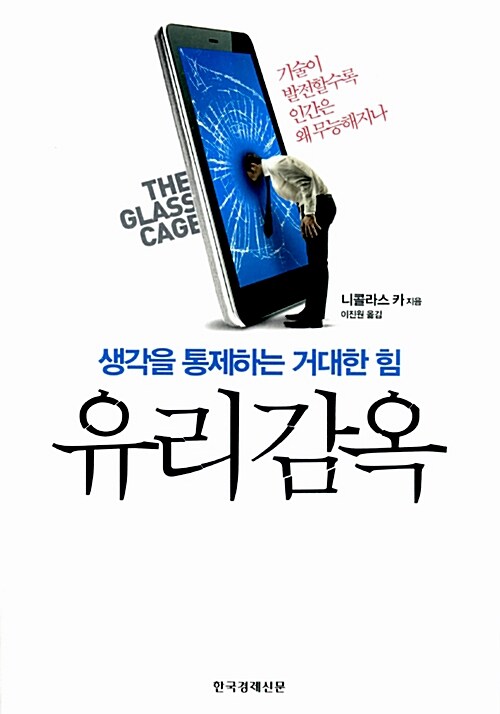 기술이
발전할수록
인간은
왜 무능해지나
THE
GLASS
CAGE
니콜라스 카 지음
이진원 옮김
생각을 통제하는 거대한 힘
유리감옥
한국경제신문